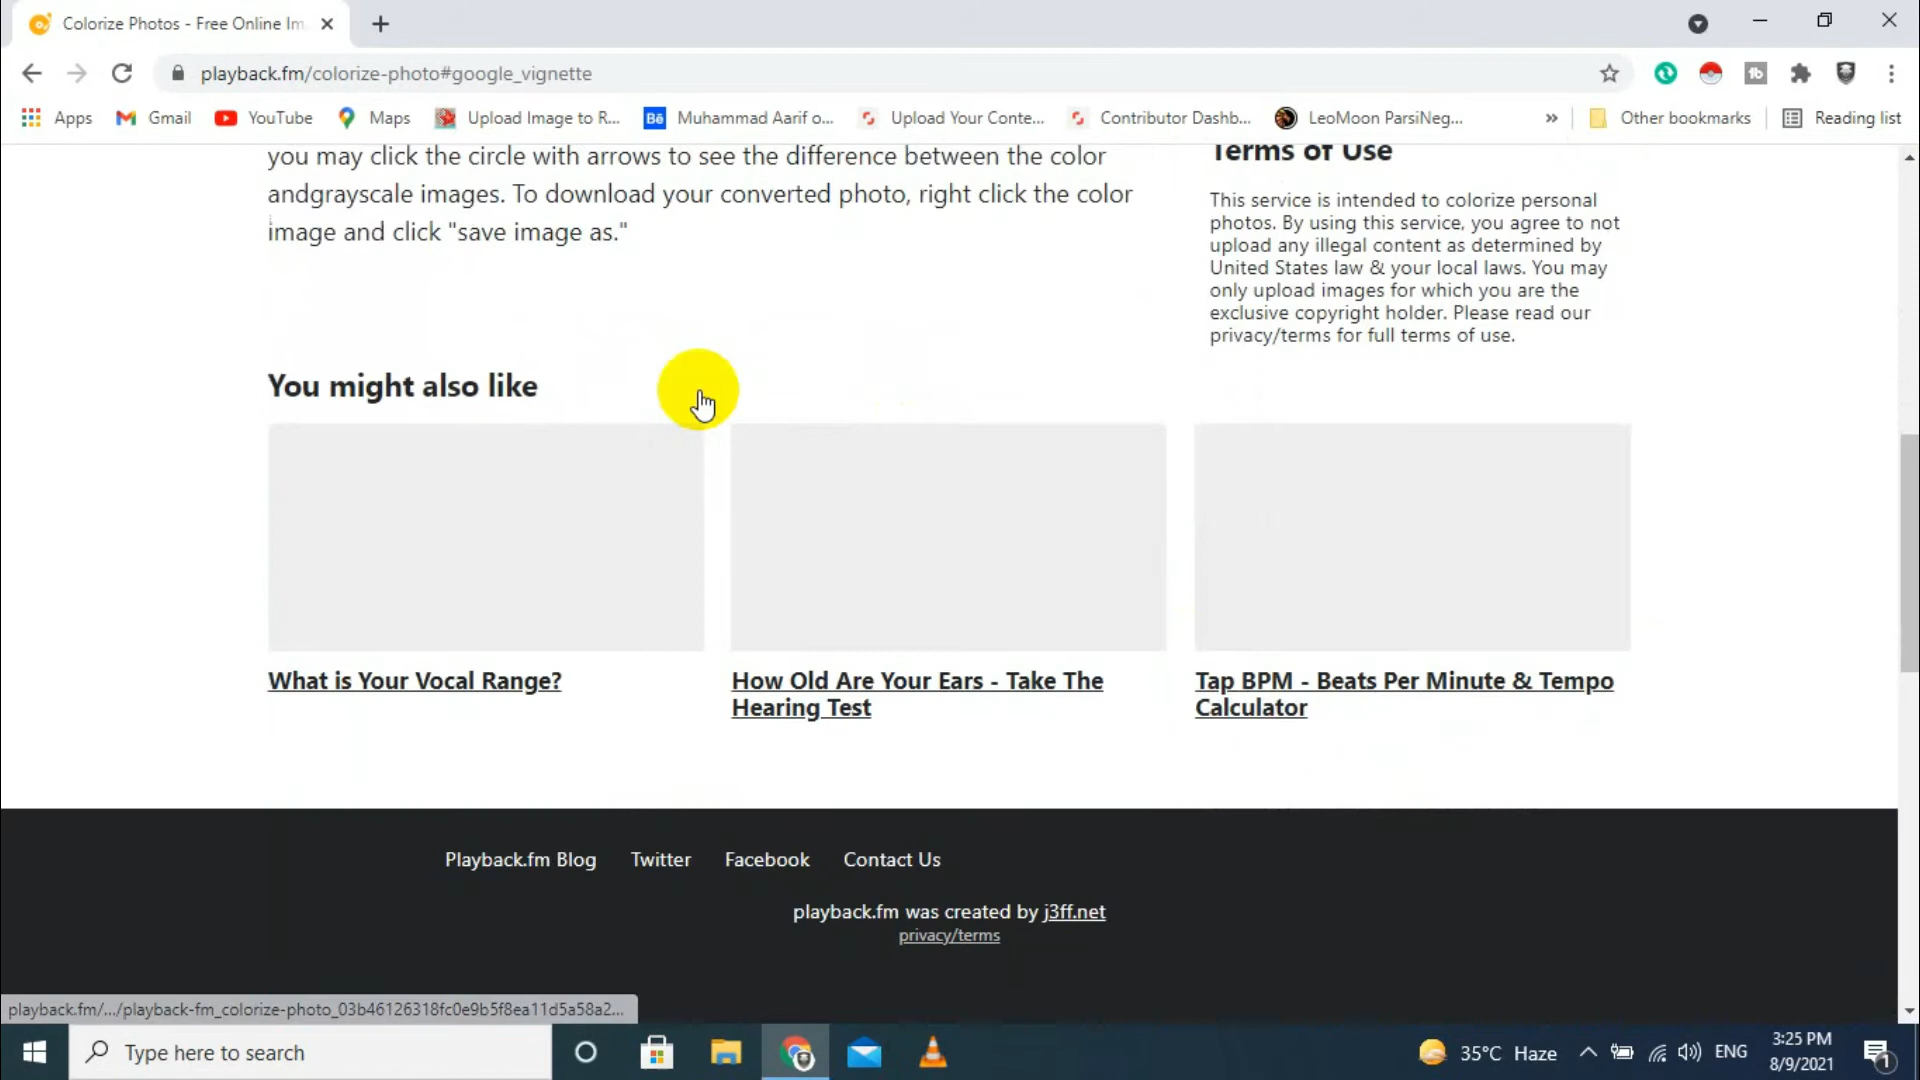 Colorize Photos - Free Online Im
playback.fm/colorize-photo#google_vignette
Apps
Gmail
YouTube
Maps
Upload Image to R...
Bē
Muhammad Aarif o...
Upload Your Conte...
Contributor Dashb...
LeoMoon ParsiNeg...
»
Other bookmarks
Reading list
you may click the circle with arrows to see the difference between the color
andgrayscale images. To download your converted photo, right click the color
image and click "save image as."
Terms of Use
This service is intended to colorize personal
photos. By using this service, you agree to not
upload any illegal content as determined by
United States law & your local laws. You may
only upload images for which you are the
exclusive copyright holder. Please read our
privacy/terms for full terms of use.
You might also like
What is Your Vocal Range?
How Old Are Your Ears - Take The
Hearing Test
Tap BPM - Beats Per Minute & Tempo
Calculator
Playback.fm Blog
Twitter
Facebook
Contact Us
playback.fm was created by j3ff.net
privacy/terms
playback.fm/.../playback-fm_colorize-photo_03b46126318fc0e9b5f8ea11d5a58a2...
Type here to search
35°C Haze
ENG
3:25 PM
8/9/2021
1